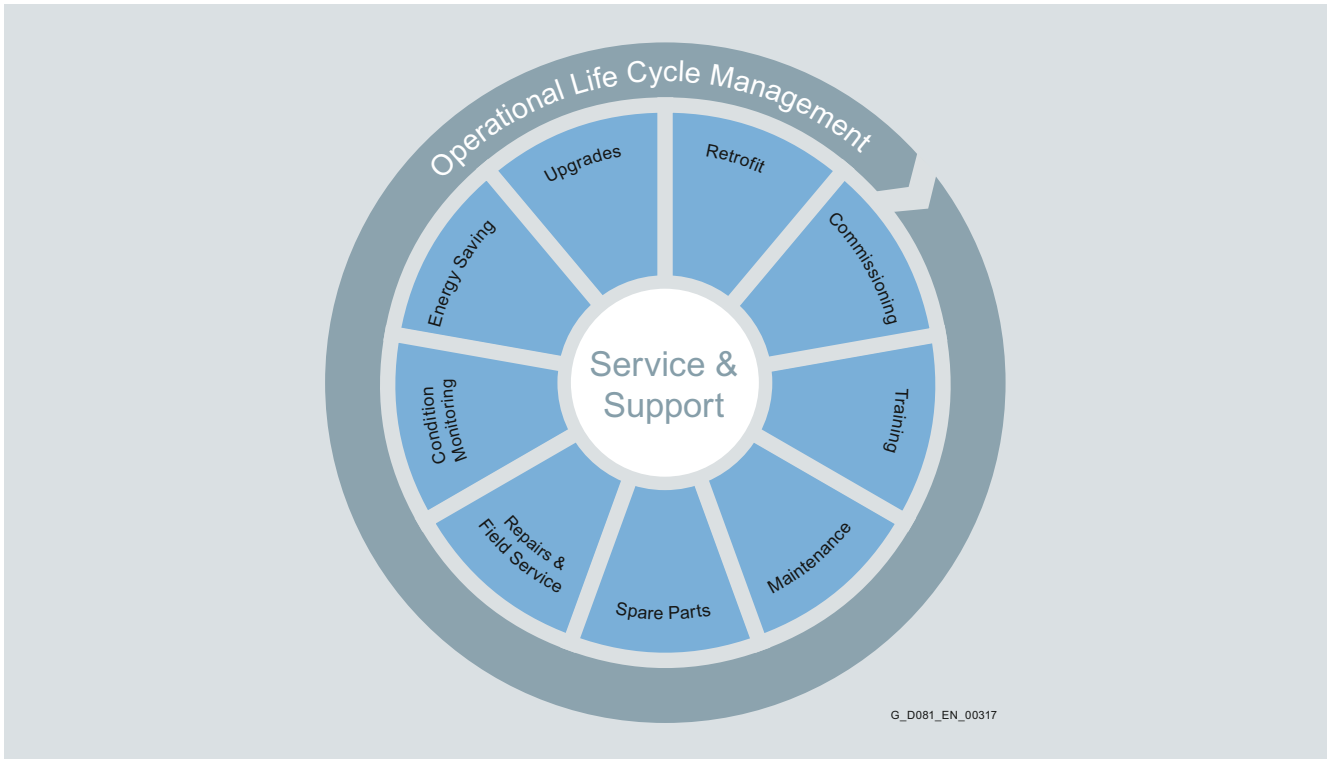 Operational Life Cycle Management
Upgrades
Retrofit
Commissioning
Training
Maintenance
Spare Parts
Repairs &
Field Service
Condition
Monitoring
Energy Saving
Service &
Support
G_D081_EN_00317